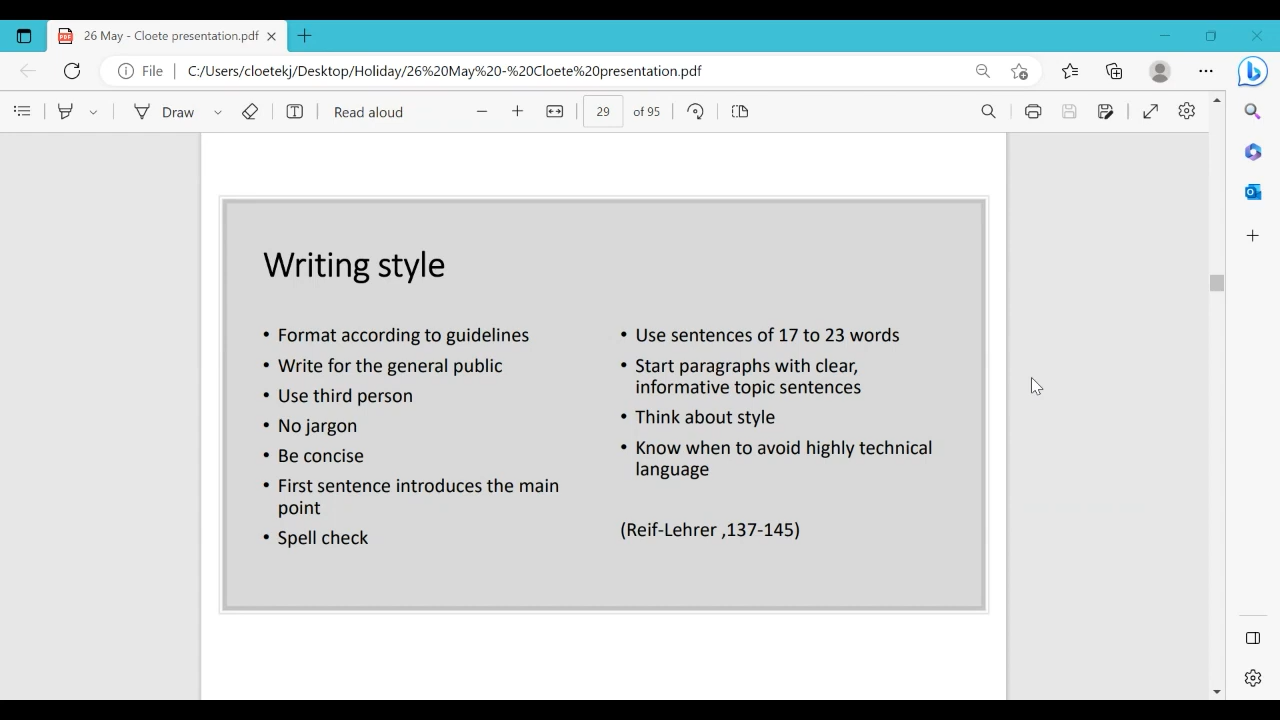 26 May - Cloete presentation.pdf
File
C:/Users/cloetekj/Desktop/Holiday/26%20May%20-%20Cloete%20presentation.pdf
Draw
Read aloud
29
of 95
Writing style
• Format according to guidelines
• Write for the general public
• Use third person
• No jargon
• Be concise
• First sentence introduces the main
point
• Spell check
• Use sentences of 17 to 23 words
• Start paragraphs with clear,
informative topic sentences
• Think about style
• Know when to avoid highly technical
language
(Reif-Lehrer ,137-145)